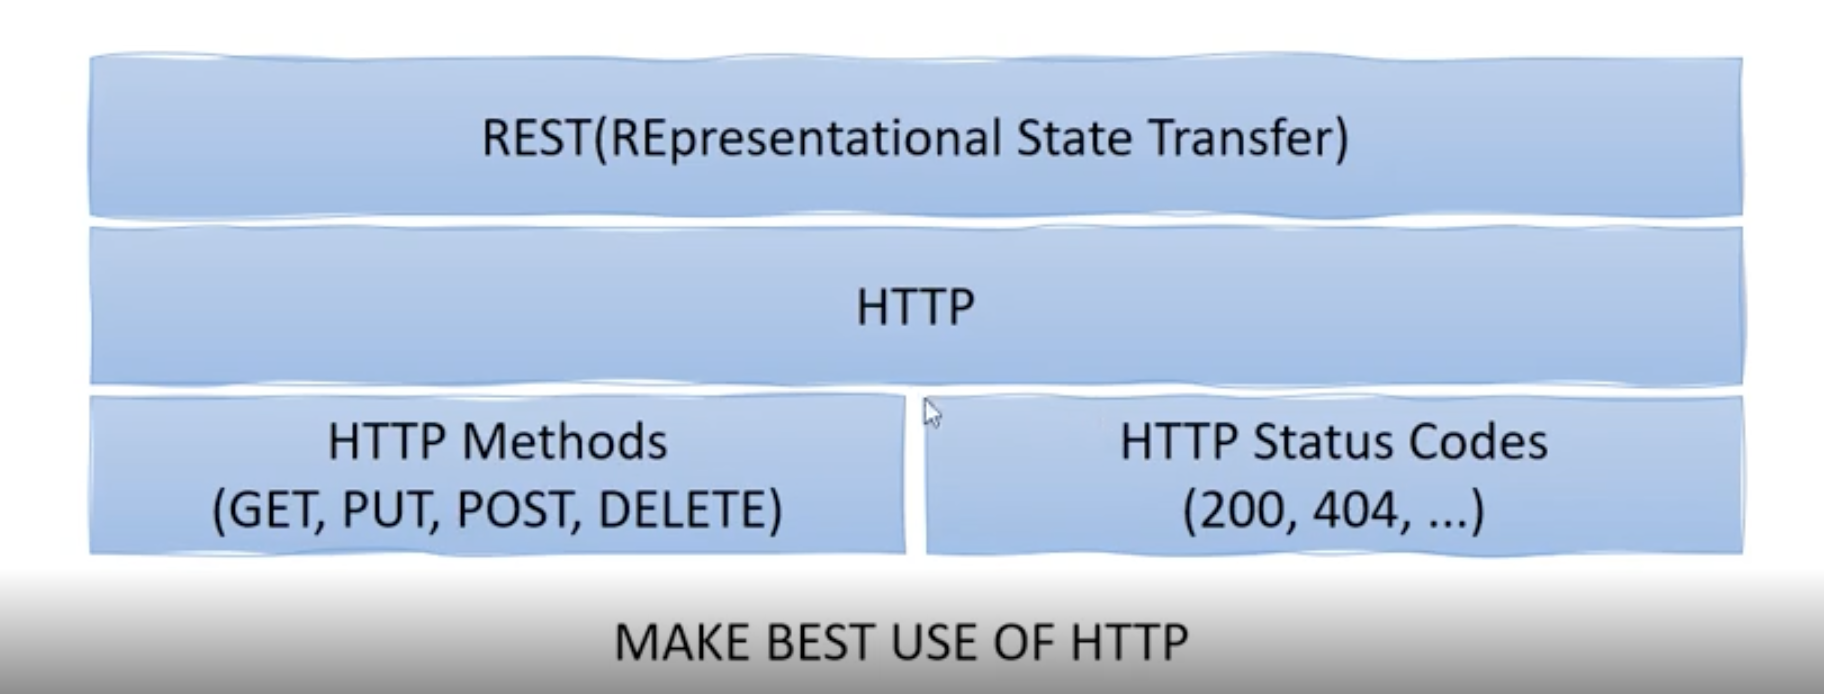 REST(REpresentational State Transfer)
HTTP
HTTP Methods
(GET, PUT, POST, DELETE)
HTTP Status Codes
(200, 404, ...)
MAKE BEST USE OF HTTP